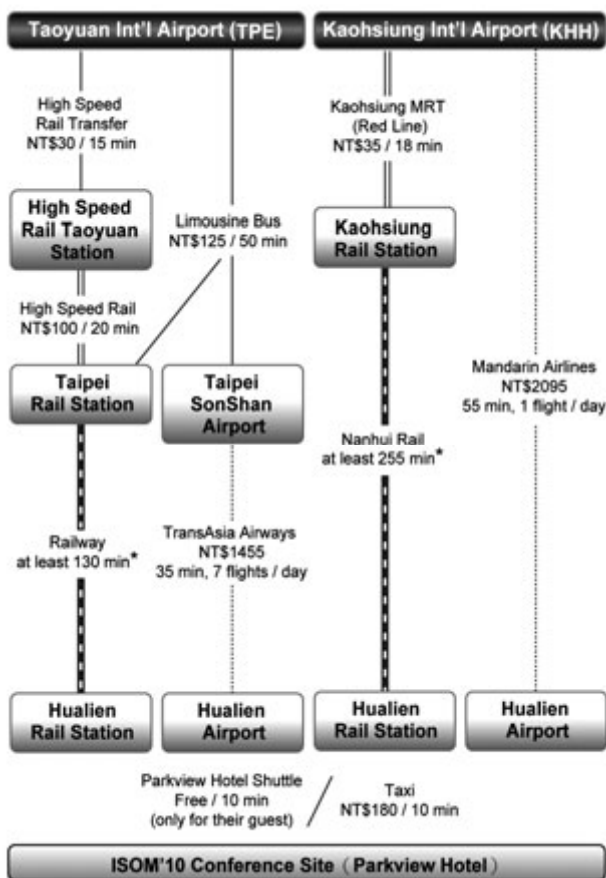 Taoyuan Int'l Airport (TPE)
Kaohsiung Int'l Airport (KHH)
High Speed
Rail Transfer
NT$30 / 15 min
Kaohsiung MRT
(Red Line)
NT$35 / 18 min
High Speed
Rail Taoyuan
Station
Limousine Bus
NT$125 / 50 min
Kaohsiung
Rail Station
High Speed Rail
NT$100 / 20 min
Taipei
Rail Station
Taipei
SonShan
Airport
Mandarin Airlines
NT$2095
55 min, 1 flight / day
Nanhui Rail
at least 255 min*
Railway
at least 130 min*
TransAsia Airways
NT$1455
35 min, 7 flights / day
Hualien
Rail Station
Hualien
Airport
Hualien
Rail Station
Hualien
Airport
Parkview Hotel Shuttle
Free / 10 min
(only for their guest)
Taxi
NT$180 / 10 min
ISOM'10 Conference Site ( Parkview Hotel )